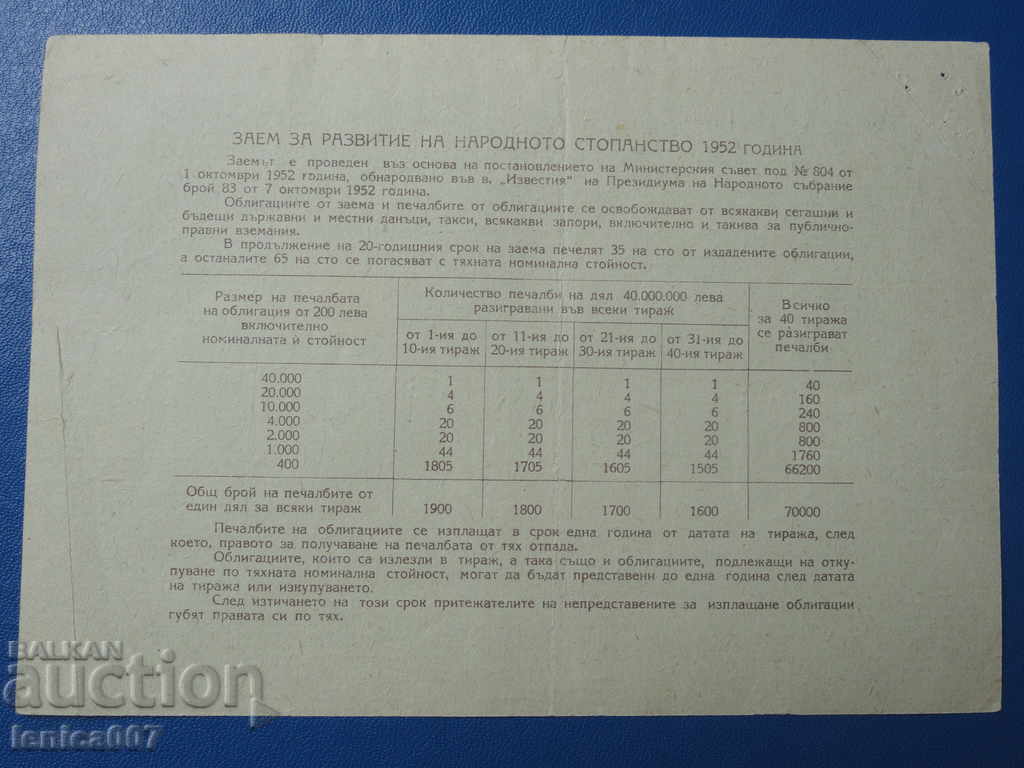 ЗАЕМ ЗА РАЗВИТИЕ НА НАРОДНОТО СТОПАНСТВО 1952 ГОДИНА
Заемът е проведен въз основа на постановлението на Министерския съвет под № 804 от
1 октомври 1952 година, обнародвано във в. „Известия" на Президиума на Народното събрание
брой 83 от 7 октомври 1952 година.
Облигациите от заема и печалбите от облигациите се освобождават от всякакви сегашни и
бъдещи държавни и местни данъци, такси, всякакви запори, включително и такива за публично-
правни вземания.
В продължение на 20-годишния срок на заема печелят 35 на сто от издадените облигации,
а останалите 65 на сто се погасяват с тяхната номинална стойност.
Размер на печалбата
на облигация от 200 лева
включително
номиналната ѝ стойност
Количество печалби на дял 40.000.000 лева
разигравани във всеки тираж
Всичко
за 40 тиража
се разиграват
печалби
от 1-ия до от 11-ия до от 21-ия до от 31-ия до
10-ия тираж 20-ия тираж 30-ия тираж 40-ия тираж
40.000 1 1 1 1 40
20.000 4 4 4 4 160
10.000 6 6 6 6 240
4.000 20 20 20 20 800
2.000 20 20 20 20 800
1.000 44 44 44 44 1760
400 1805 1705 1605 1505 66200
Общ брой на печалбите от
един дял за всяки тираж 1900 1800 1700 1600 70000
Печалбите на облигациите се изплащат в срок една година от датата на тиража, след
което, правото за получаване на печалбата от тях отпада.
Облигациите, които са излезли в тираж, а така също и облигациите, подлежащи на отку-
пуване по тяхната номинална стойност, могат да бъдат представени до една година след датата
на тиража или изкупуването.
След изтичането на този срок притежателите на непредставените за изплащане облигации
губят правата си по тях.
BALKAN
auction
lenica007